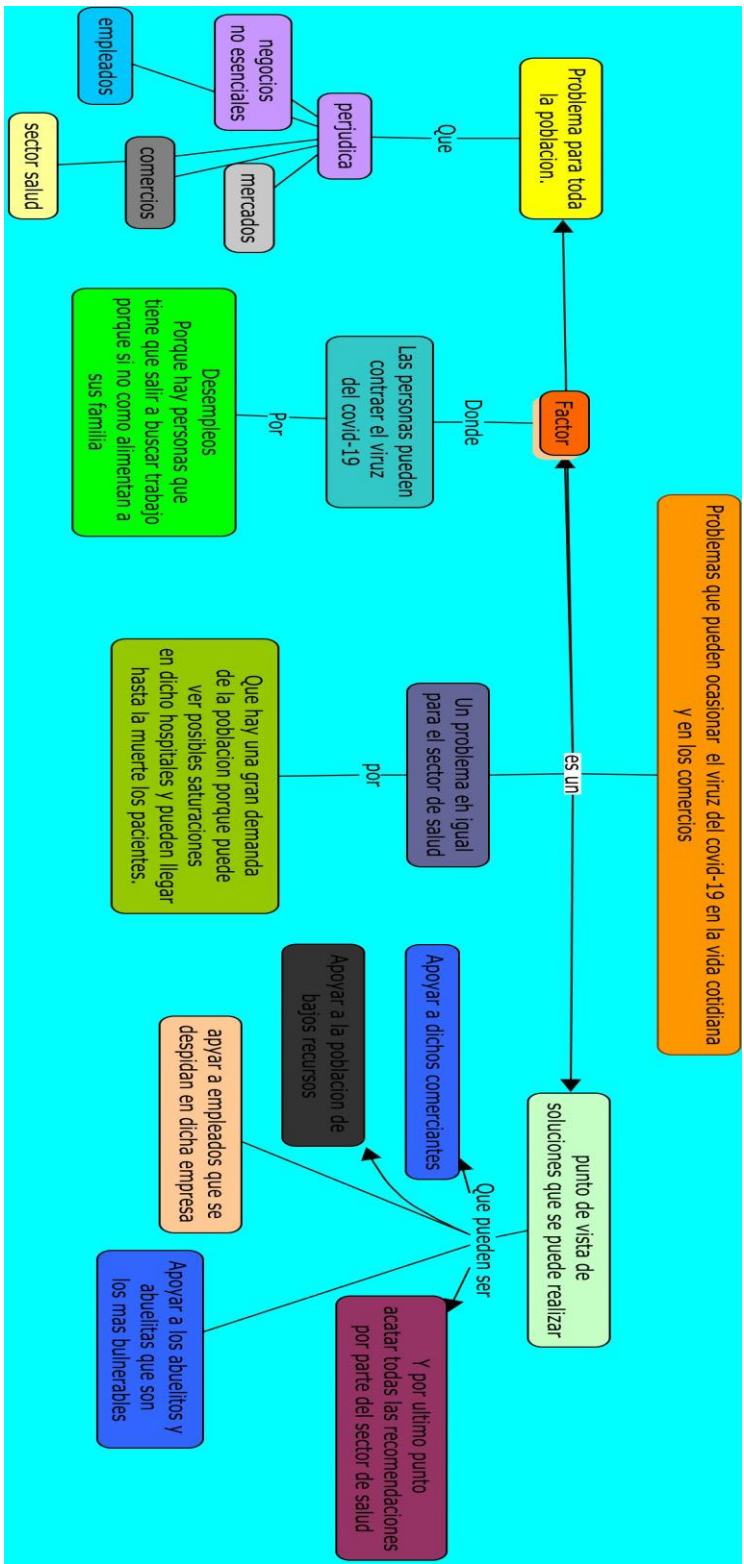 Problemas que pueden ocasionar el viruz del covid-19 en la vida cotidiana
y en los comercios
es un
Factor
Problema para toda
la poblacion.
Que
perjudica
negocios
no esenciales
empleados
mercados
comercios
sector salud
Donde
Las personas pueden
contraer el viruz
del covid-19
Por
Desempleos
Porque hay personas que
tiene que salir a buscar trabajo
porque si no como alimentan a
sus familia
Un problema eh igual
para el sector de salud
por
Que hay una gran demanda
de la poblacion porque puede
ver posibles saturaciones
en dicho hospitales y pueden llegar
hasta la muerte los pacientes.
punto de vista de
soluciones que se puede realizar
Que pueden ser
Apoyar a dichos comerciantes
Apoyar a la poblacion de
bajos recursos
apyar a empleados que se
despidan en dicha empresa
Apoyar a los abuelitos y
abuelitas que son
los mas bulnerables
Y por ultimo punto
acatar todas las recomendaciones
por parte del sector de salud